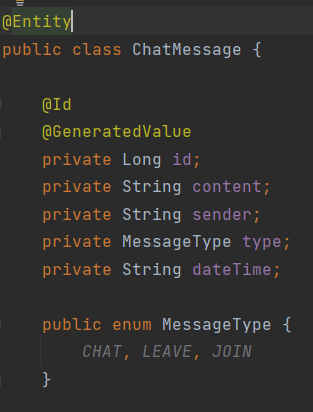 @Entity
public class ChatMessage {
@Id
@GeneratedValue
private Long id;
private String content;
private String sender;
private MessageType type;
private String dateTime;
public enum MessageType {
CHAT, LEAVE, JOIN
}